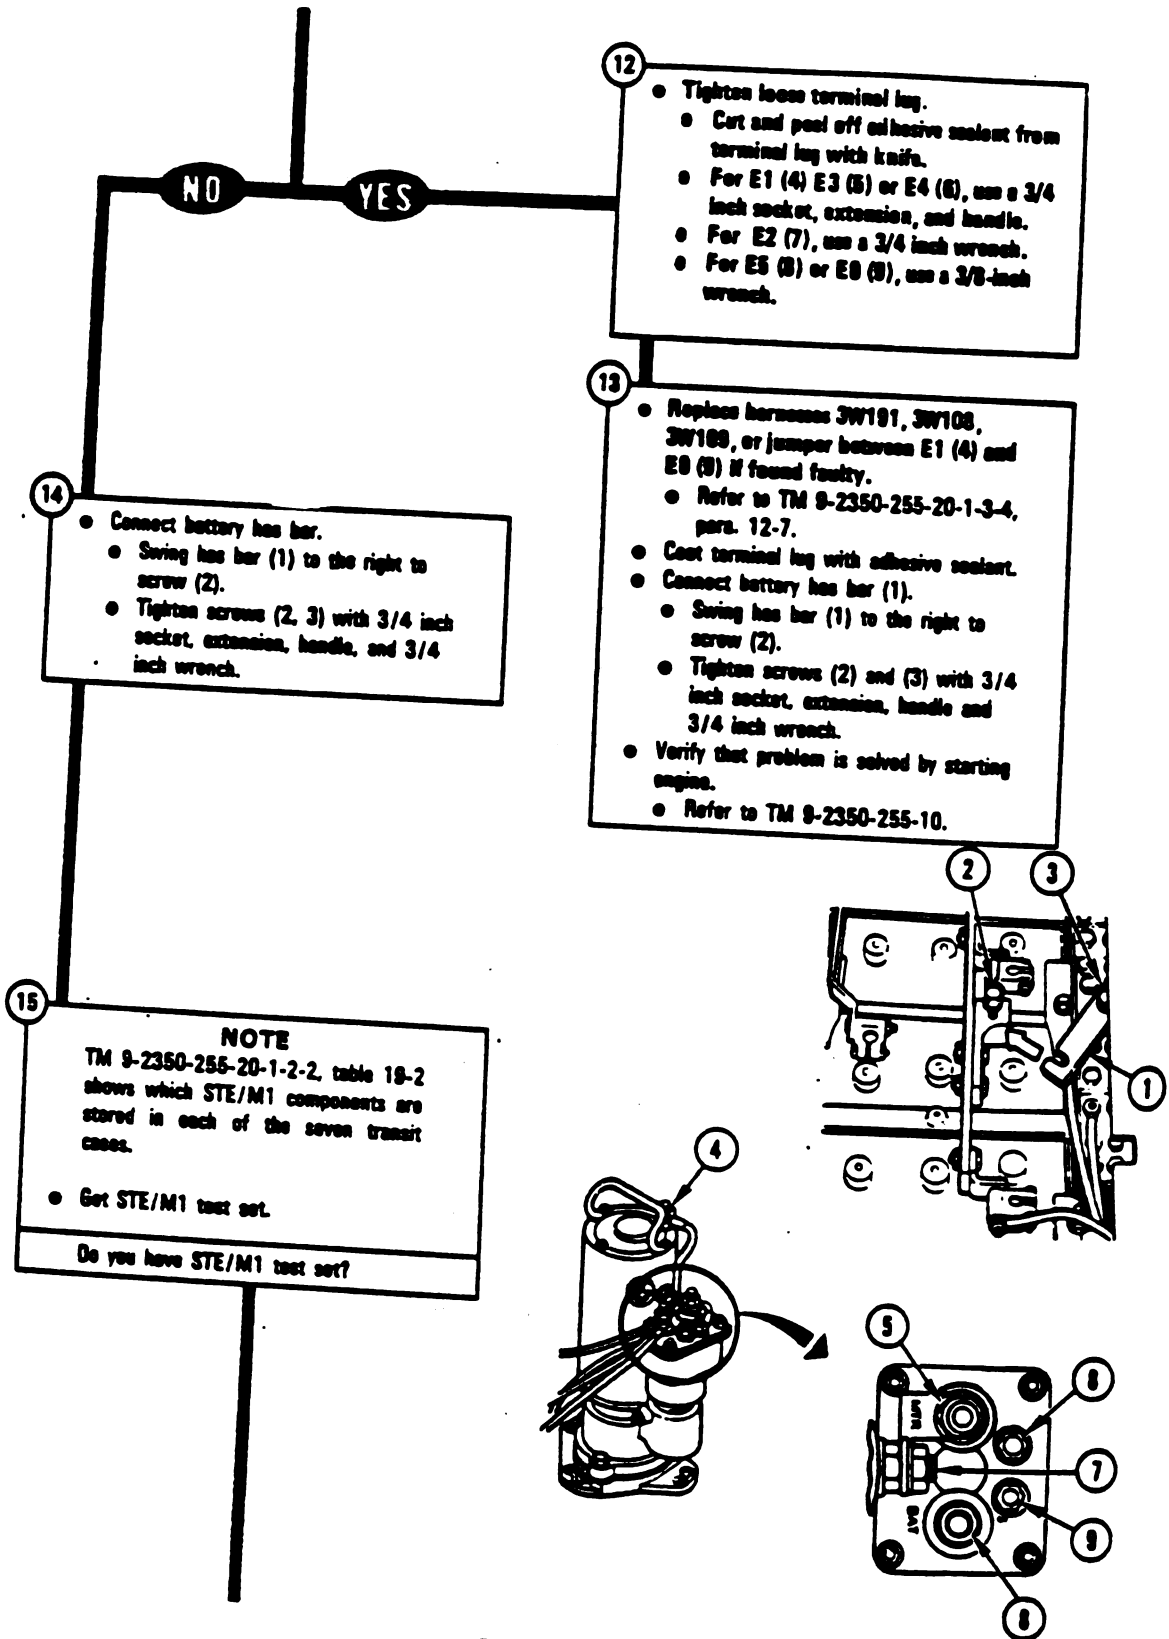 NO
YES
12
• Tighten loose terminal lug.
• Cut and peel off adhesive sealant from
terminal lug with knife.
• For E1 (4) E3 (5) or E4 (6), use a 3/4
inch socket, extension, and handle.
• For E2 (7), use a 3/4 inch wrench.
• For (8) or (9), use a 3/8-inch
wrench.
13
• Replace harnesses 3W108,
or jumper between E1 (4) and
(9) if found faulty.
• Refer to TM 9-2350-255-20-1-3-4,
para. 12-7.
• Coat terminal lug with adhesive sealant.
• Connect battery bus bar (1).
• Swing bus bar (1) to the right to
screw (2).
• Tighten screws (2) and (3) with 3/4
inch socket, extension, handle and
3/4 inch wrench.
• Verify that problem is solved by starting
engine.
• Refer to TM 9-2350-255-10.
14
• Connect battery bus bar.
• Swing bus bar (1) to the right to
screw (2).
• Tighten screws (2, 3) with 3/4 inch
socket, extension, handle, and 3/4
inch wrench.
15
NOTE
TM 9-2350-255-20-1-2-2, table 19-2
shows which STE/M1 components are
stored in each of the seven transit
cases.
• Get STE/M1 test set.
Do you have STE/M1 test set?
2
3
1
4
5
MTR
8
7
BAT
9